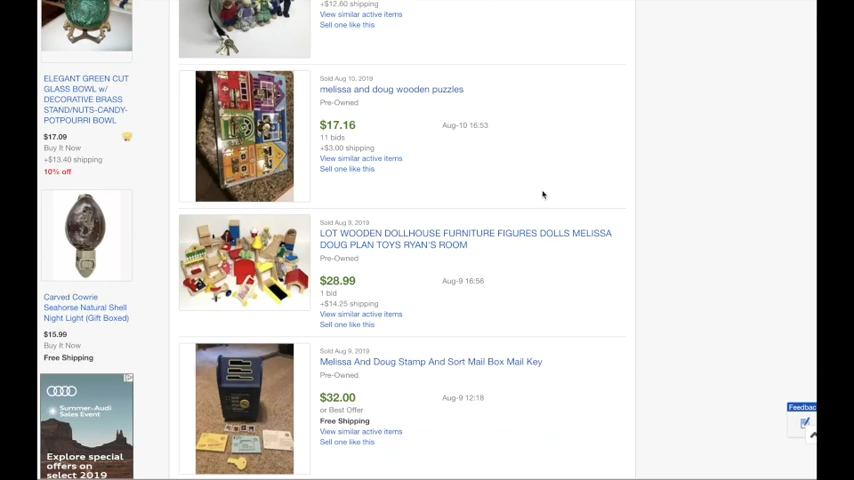 +$12.60 shipping
View similar active items
Sell one like this
ELEGANT GREEN CUT
GLASS BOWL w/
DECORATIVE BRASS
STAND/NUTS-CANDY-
POTPOURRI BOWL
$17.09
Buy It Now
+$13.40 shipping
10% off
Carved Cowrie
Seahorse Natural Shell
Night Light (Gift Boxed)
$15.99
Buy It Now
Free Shipping
Summer-Audi
Sales Event
Explore special
offers on
select 2019
Sold Aug 10, 2019
melissa and doug wooden puzzles
Pre-Owned
$17.16
Aug-10 16:53
11 bids
+$3.00 shipping
View similar active items
Sell one like this
Sold Aug 9, 2019
LOT WOODEN DOLLHOUSE FURNITURE FIGURES DOLLS MELISSA
DOUG PLAN TOYS RYAN'S ROOM
Pre-Owned
$28.99
Aug-9 16:56
1 bid
+$14.25 shipping
View similar active items
Sell one like this
Sold Aug 9, 2019
Melissa And Doug Stamp And Sort Mail Box Mail Key
Pre-Owned
$32.00
Aug-9 12:18
or Best Offer
Free Shipping
View similar active items
Sell one like this
Feedbac